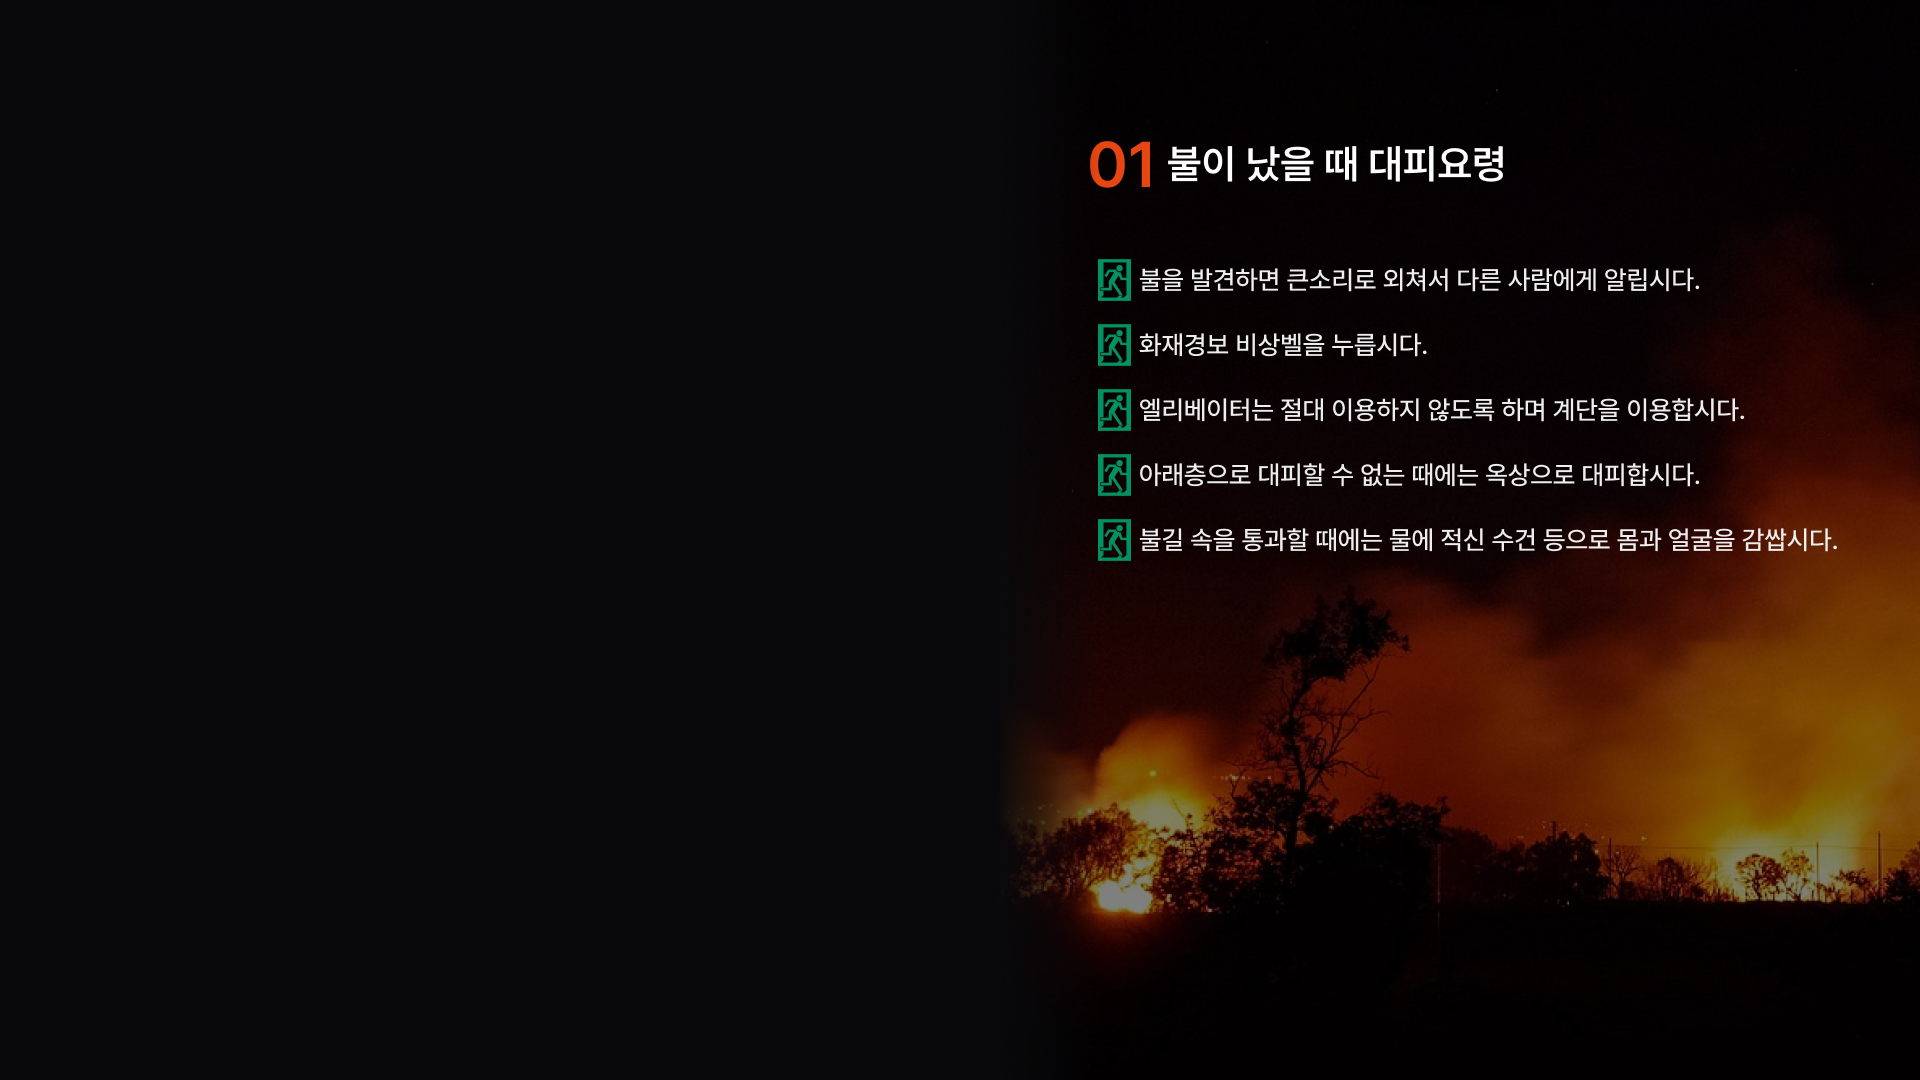 01 불이 났을 때 대피요령
불을 발견하면 큰소리로 외쳐서 다른 사람에게 알립시다.
화재경보 비상벨을 누릅시다.
엘리베이터는 절대 이용하지 않도록 하며 계단을 이용합시다.
아래층으로 대피할 수 없는 때에는 옥상으로 대피합시다.
불길 속을 통과할 때에는 물에 적신 수건 등으로 몸과 얼굴을 감쌉시다.